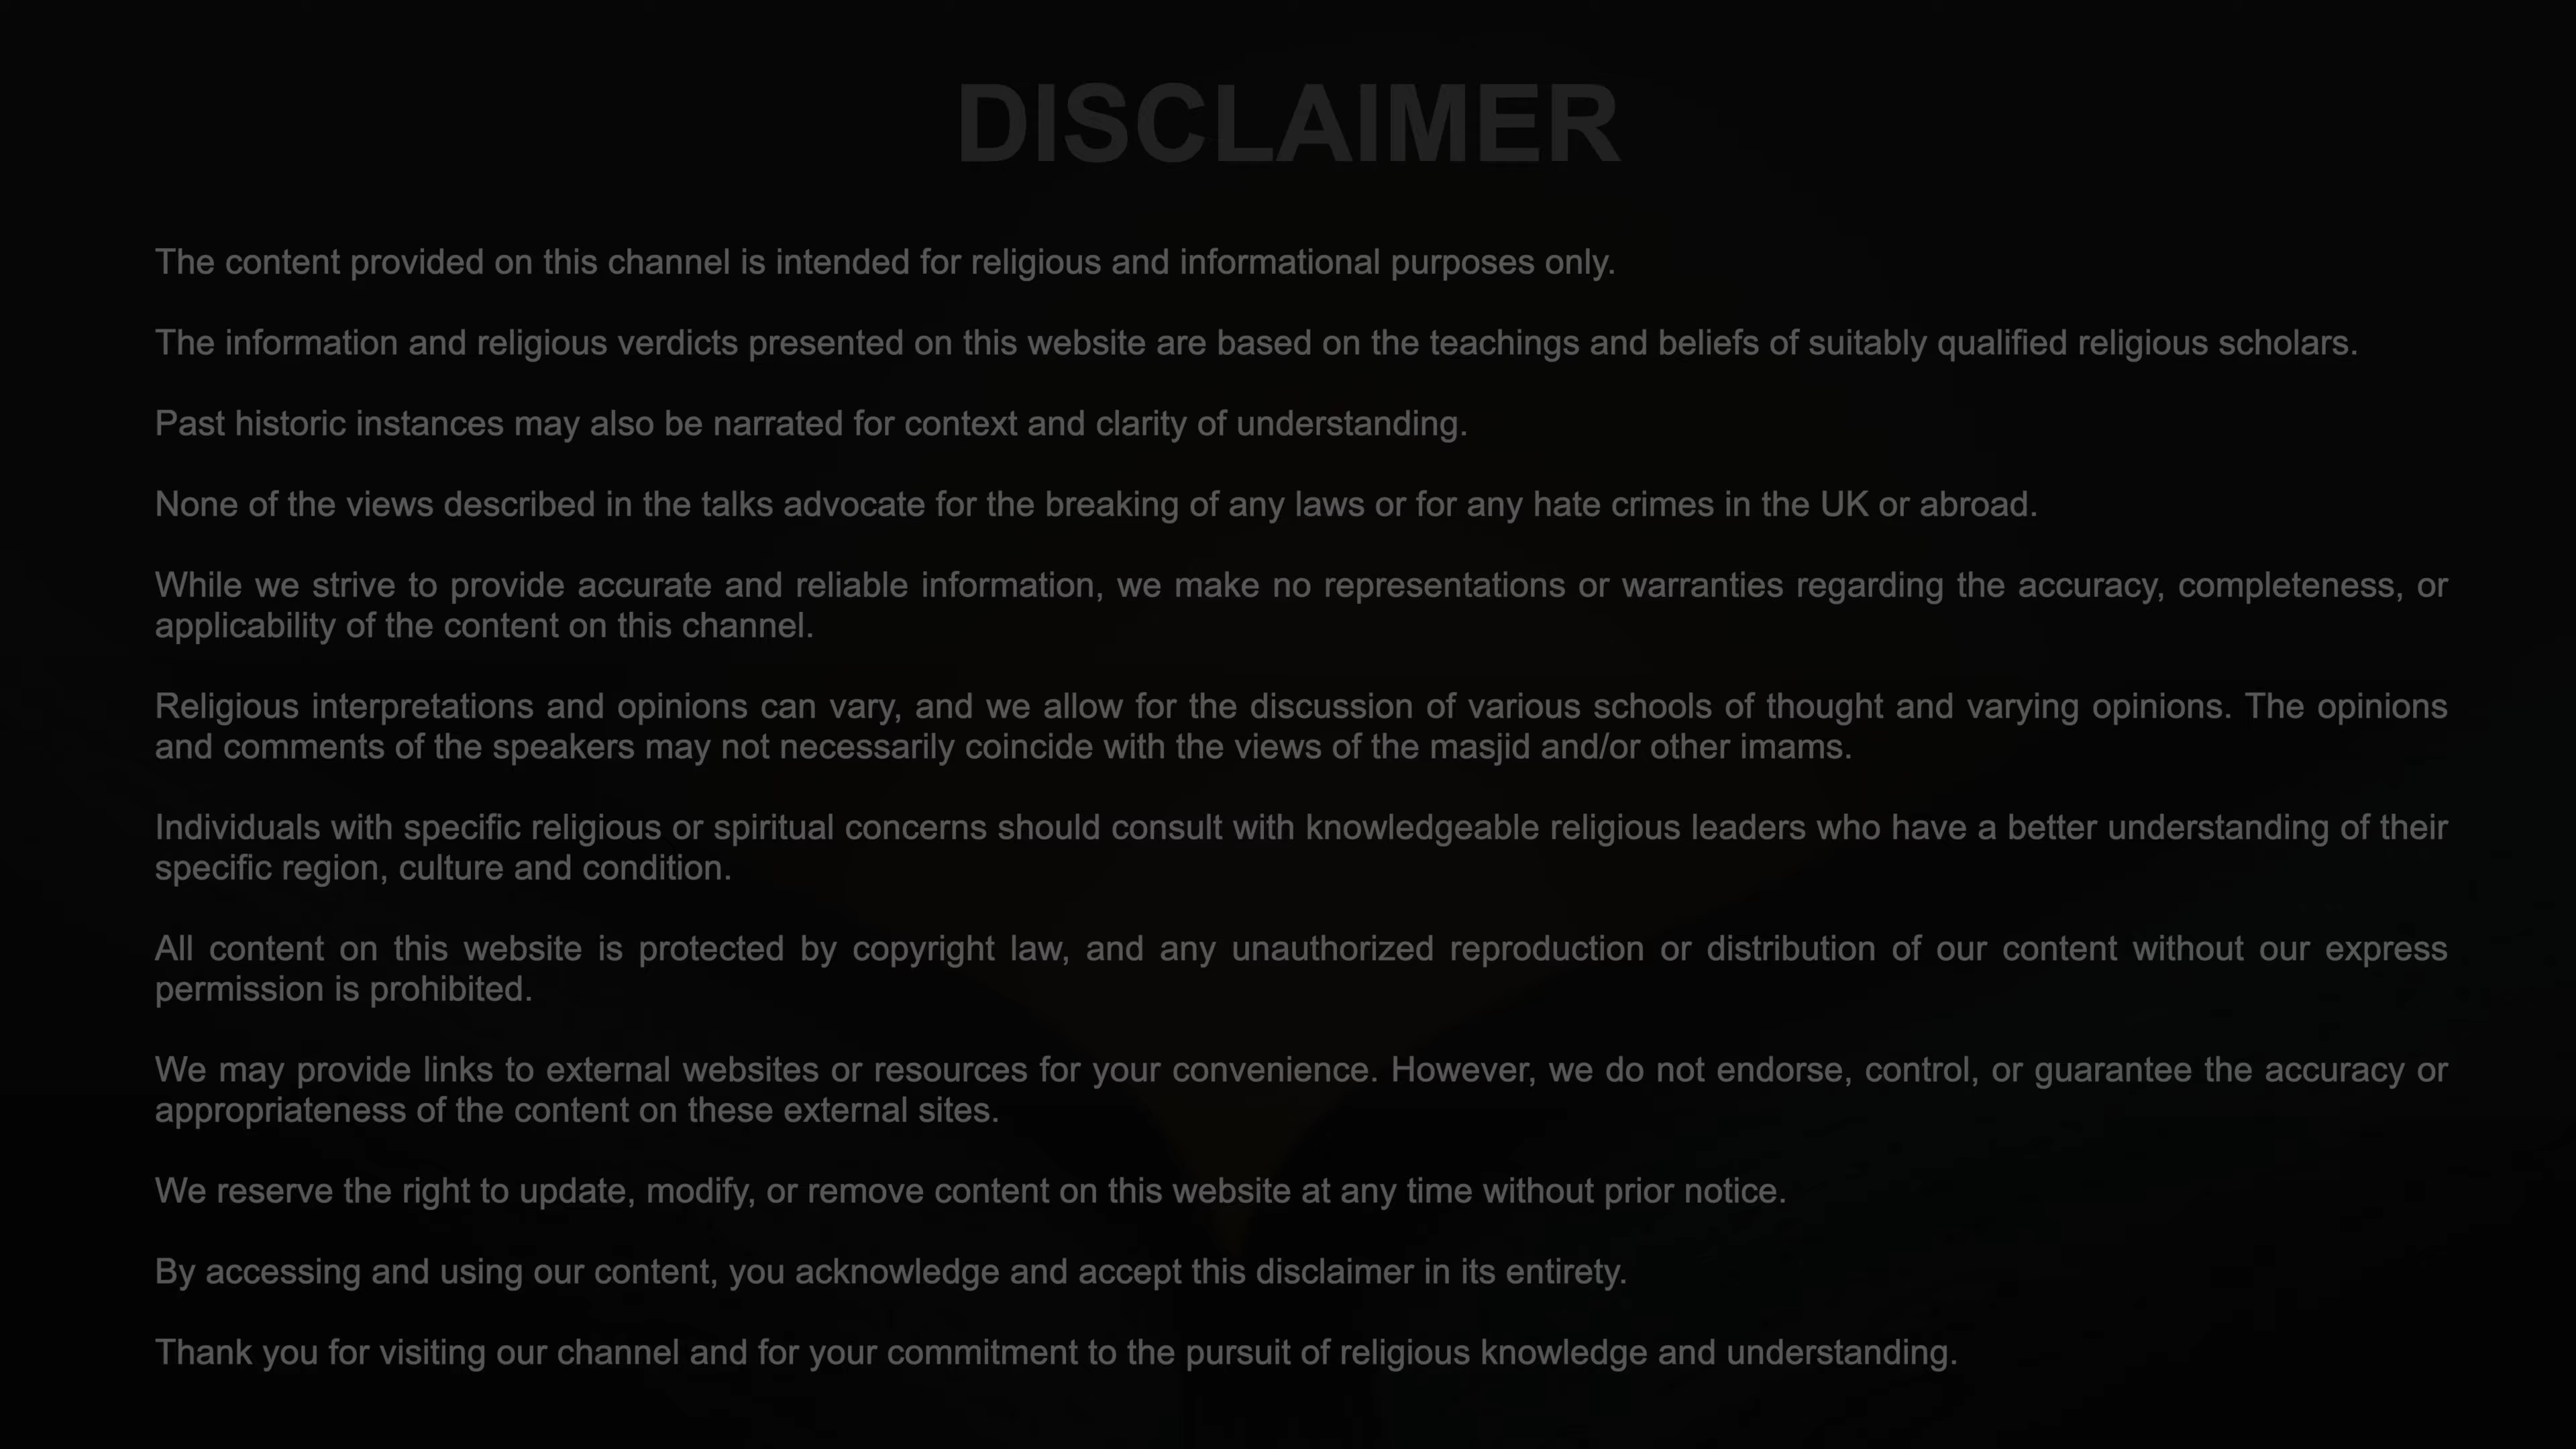 DISCLAIMER
The content provided on this channel is intended for religious and informational purposes only.
The information and religious verdicts presented on this website are based on the teachings and beliefs of suitably qualified religious scholars.
Past historic instances may also be narrated for context and clarity of understanding.
None of the views described in the talks advocate for the breaking of any laws or for any hate crimes in the UK or abroad.
While we strive to provide accurate and reliable information, we make no representations or warranties regarding the accuracy, completeness, or
applicability of the content on this channel.
Religious interpretations and opinions can vary, and we allow for the discussion of various schools of thought and varying opinions. The opinions
and comments of the speakers may not necessarily coincide with the views of the masjid and/or other imams.
Individuals with specific religious or spiritual concerns should consult with knowledgeable religious leaders who have a better understanding of their
specific region, culture and condition.
All content on this website is protected by copyright law, and any unauthorized reproduction or distribution of our content without our express
permission is prohibited.
We may provide links to external websites or resources for your convenience. However, we do not endorse, control, or guarantee the accuracy or
appropriateness of the content on these external sites.
We reserve the right to update, modify, or remove content on this website at any time without prior notice.
By accessing and using our content, you acknowledge and accept this disclaimer in its entirety.
Thank you for visiting our channel and for your commitment to the pursuit of religious knowledge and understanding.